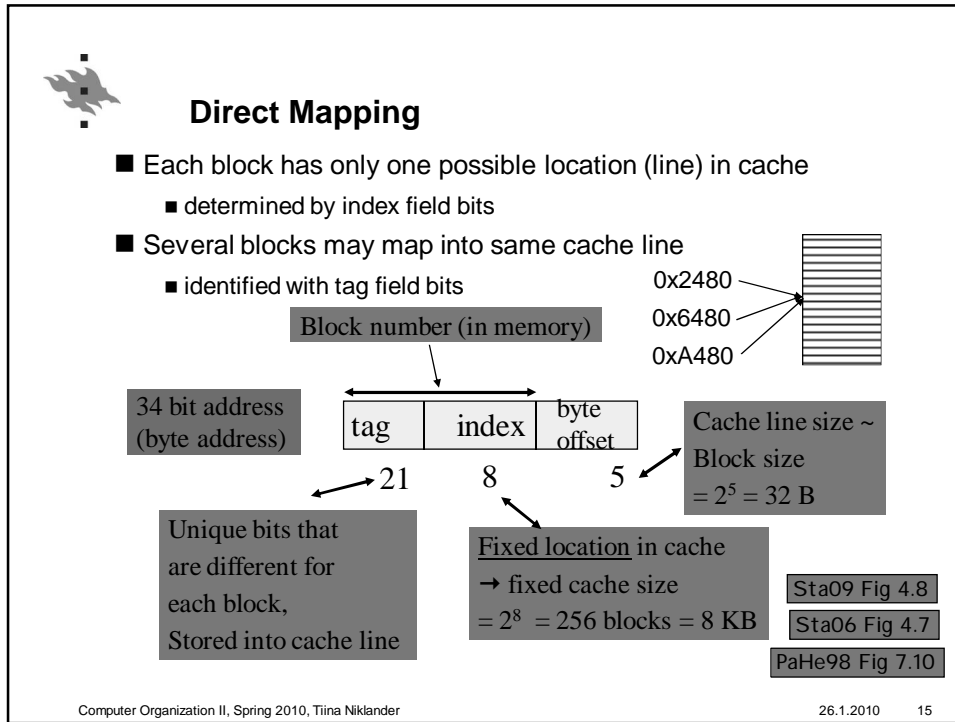 Direct Mapping
■ Each block has only one possible location (line) in cache
■ determined by index field bits
■ Several blocks may map into same cache line
■ identified with tag field bits
0x2480
0x6480
0xA480
Block number (in memory)
34 bit address
(byte address)
tag
index
byte
offset
21
8
5
Cache line size ~
Block size
= 2⁵ = 32 B
Unique bits that
are different for
each block,
Stored into cache line
Fixed location in cache
→ fixed cache size
= 2⁸ = 256 blocks = 8 KB
Sta09 Fig 4.8
Sta06 Fig 4.7
PaHe98 Fig 7.10
Computer Organization II, Spring 2010, Tiina Niklander
26.1.2010
15